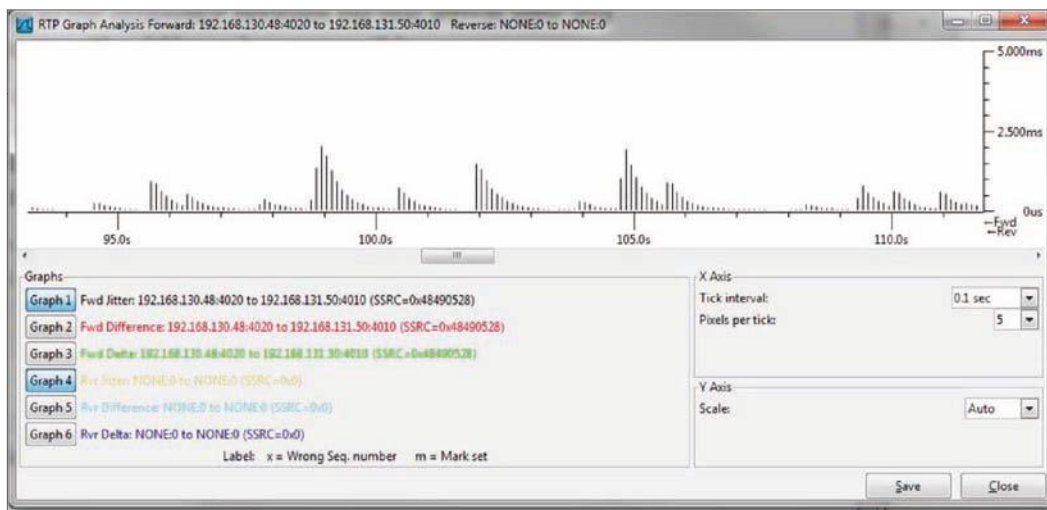 RTP Graph Analysis Forward: 192.168.130.48:4020 to 192.168.131.50:4010 Reverse: NONE:0 to NONE:0
5.000ms
2.500ms
0us
←Fwd
←Rev
95.0s 100.0s 105.0s 110.0s
Graphs
Graph 1 Fwd Jitter: 192.168.130.48:4020 to 192.168.131.50:4010 (SSRC=0x48490528)
Graph 2 Fwd Difference: 192.168.130.48:4020 to 192.168.131.50:4010 (SSRC=0x48490528)
Graph 3 Fwd Delta: 192.168.130.48:4020 to 192.168.131.50:4010 (SSRC=0x48490528)
Graph 4 Rvr Jitter: NONE:0 to NONE:0 (SSRC=0x0)
Graph 5 Rvr Difference: NONE:0 to NONE:0 (SSRC=0x0)
Graph 6 Rvr Delta: NONE:0 to NONE:0 (SSRC=0x0)
Label: x = Wrong Seq. number m = Mark set
X Axis
Tick interval: 0.1 sec
Pixels per tick: 5
Y Axis
Scale: Auto
Save Close